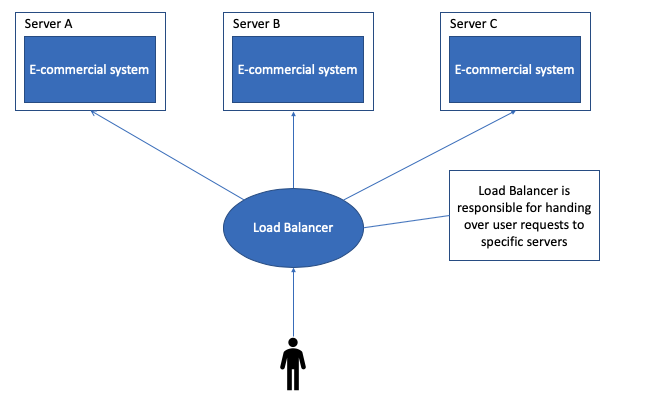 Server A
Server B
Server C
E-commercial system
E-commercial system
E-commercial system
Load Balancer
Load Balancer is
responsible for handing
over user requests to
specific servers